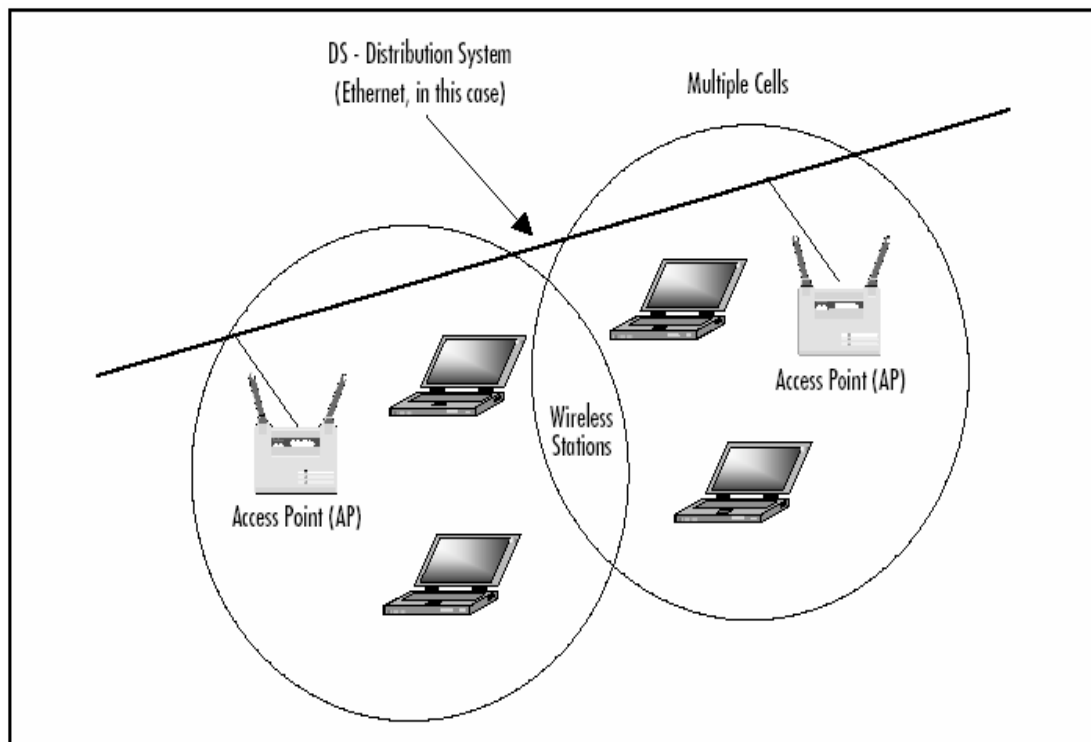 DS - Distribution System
(Ethernet, in this case)
Multiple Cells
Access Point (AP)
Wireless
Stations
Access Point (AP)